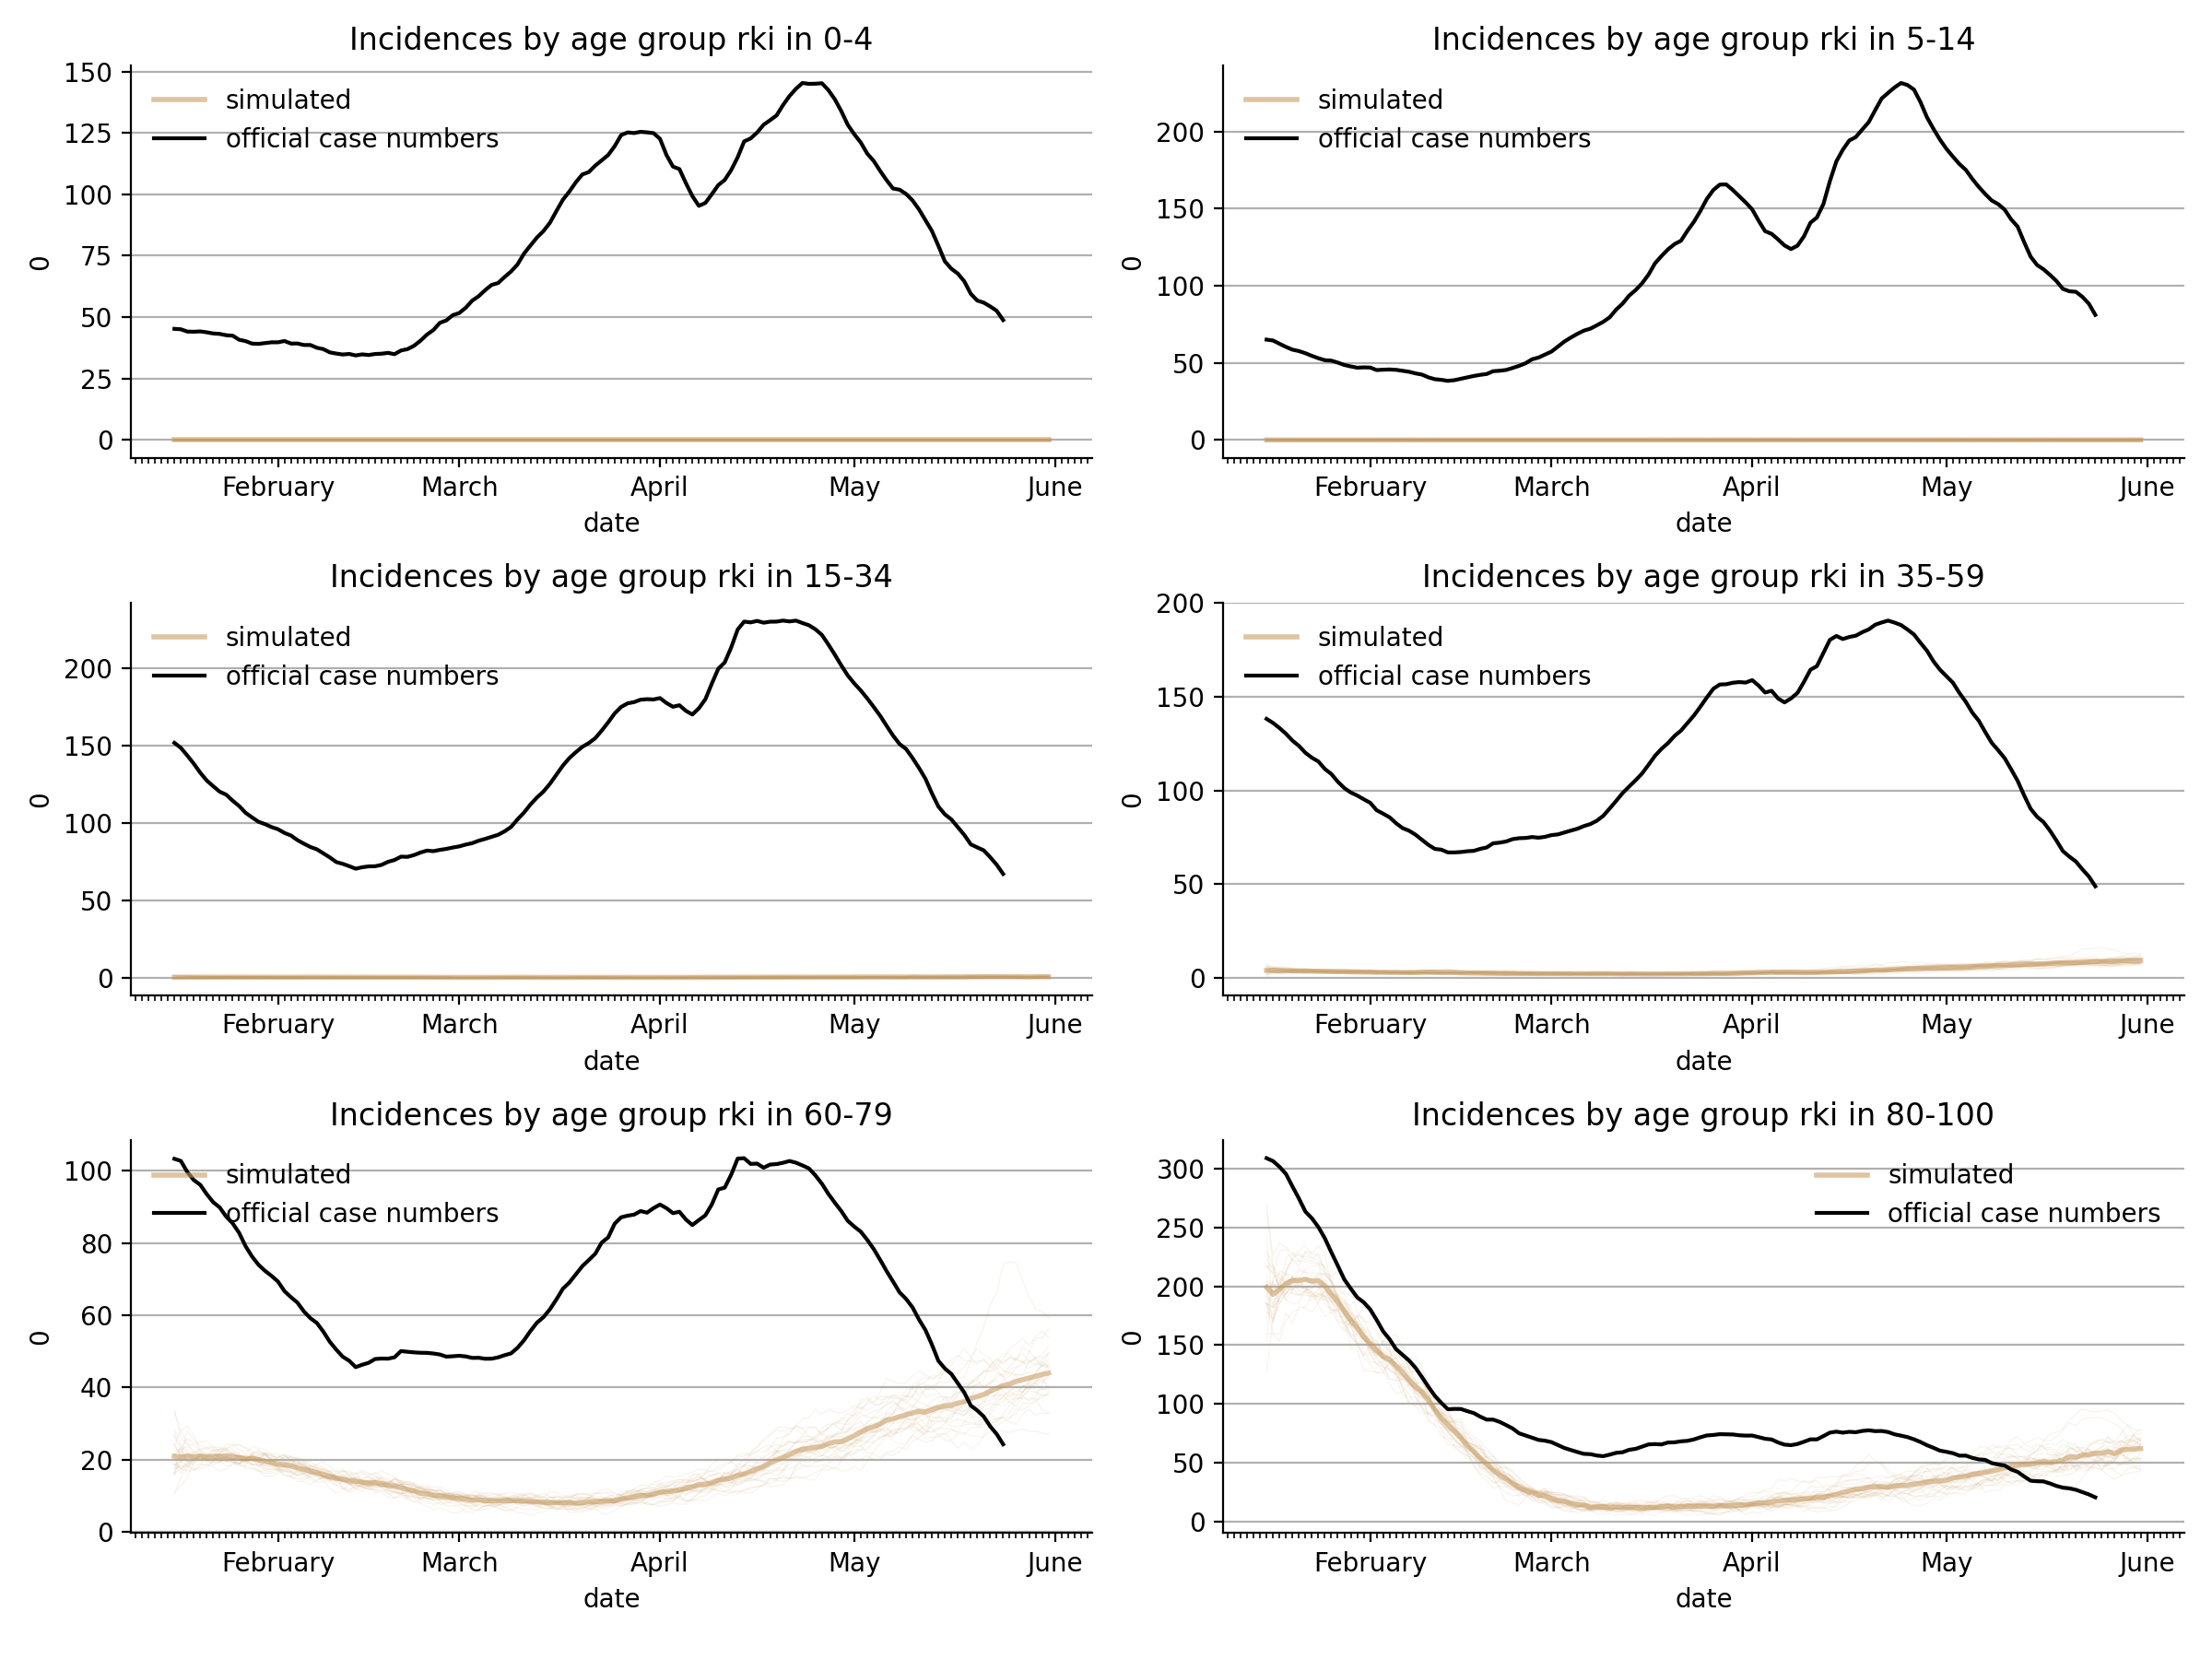 Incidences by age group rki in 0-4
150
125
100
75
50
25
0
0
simulated
official case numbers
February March April May June
date
Incidences by age group rki in 5-14
200
150
100
50
0
0
simulated
official case numbers
February March April May June
date
Incidences by age group rki in 15-34
200
150
100
50
0
0
simulated
official case numbers
February March April May June
date
Incidences by age group rki in 35-59
200
150
100
50
0
0
simulated
official case numbers
February March April May June
date
Incidences by age group rki in 60-79
100
80
60
40
20
0
0
simulated
official case numbers
February March April May June
date
Incidences by age group rki in 80-100
300
250
200
150
100
50
0
0
simulated
official case numbers
February March April May June
date